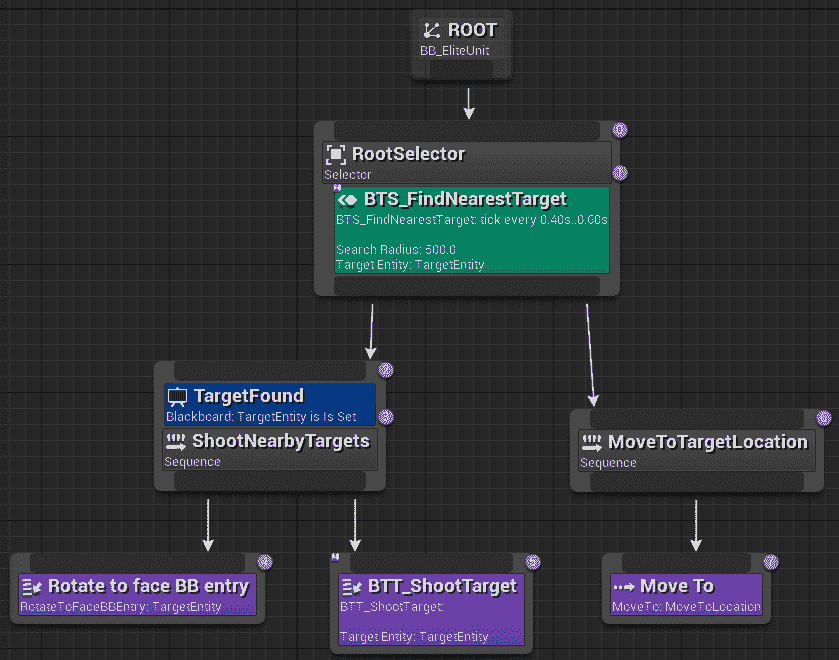 ROOT
BB_EliteUnit
0
RootSelector
1
Selector
BTS_FindNearestTarget
BTS_FindNearestTarget: tick every 0.40s..0.60s
Search Radius: 500.0
Target Entity: TargetEntity
2
TargetFound
Blackboard: TargetEntity is Is Set
3
ShootNearbyTargets
Sequence
6
MoveToTargetLocation
Sequence
4
Rotate to face BB entry
RotateToFaceBBEntry: TargetEntity
5
BTT_ShootTarget
BTT_ShootTarget:
Target Entity: TargetEntity
7
Move To
MoveTo: MoveToLocation